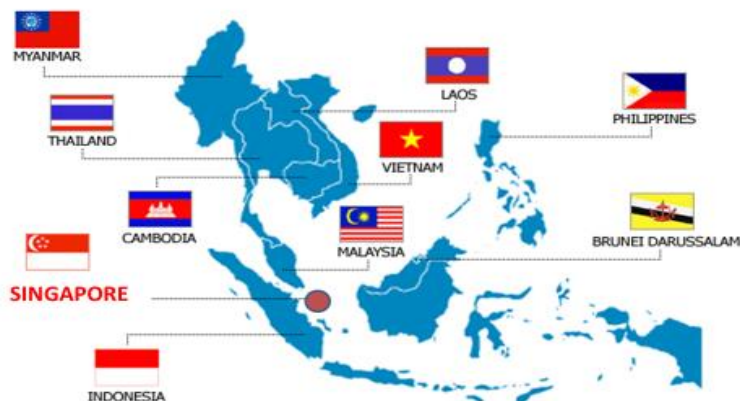 MYANMAR
LAOS
PHILIPPINES
THAILAND
VIETNAM
CAMBODIA
MALAYSIA
BRUNEI DARUSSALAM
SINGAPORE
INDONESIA